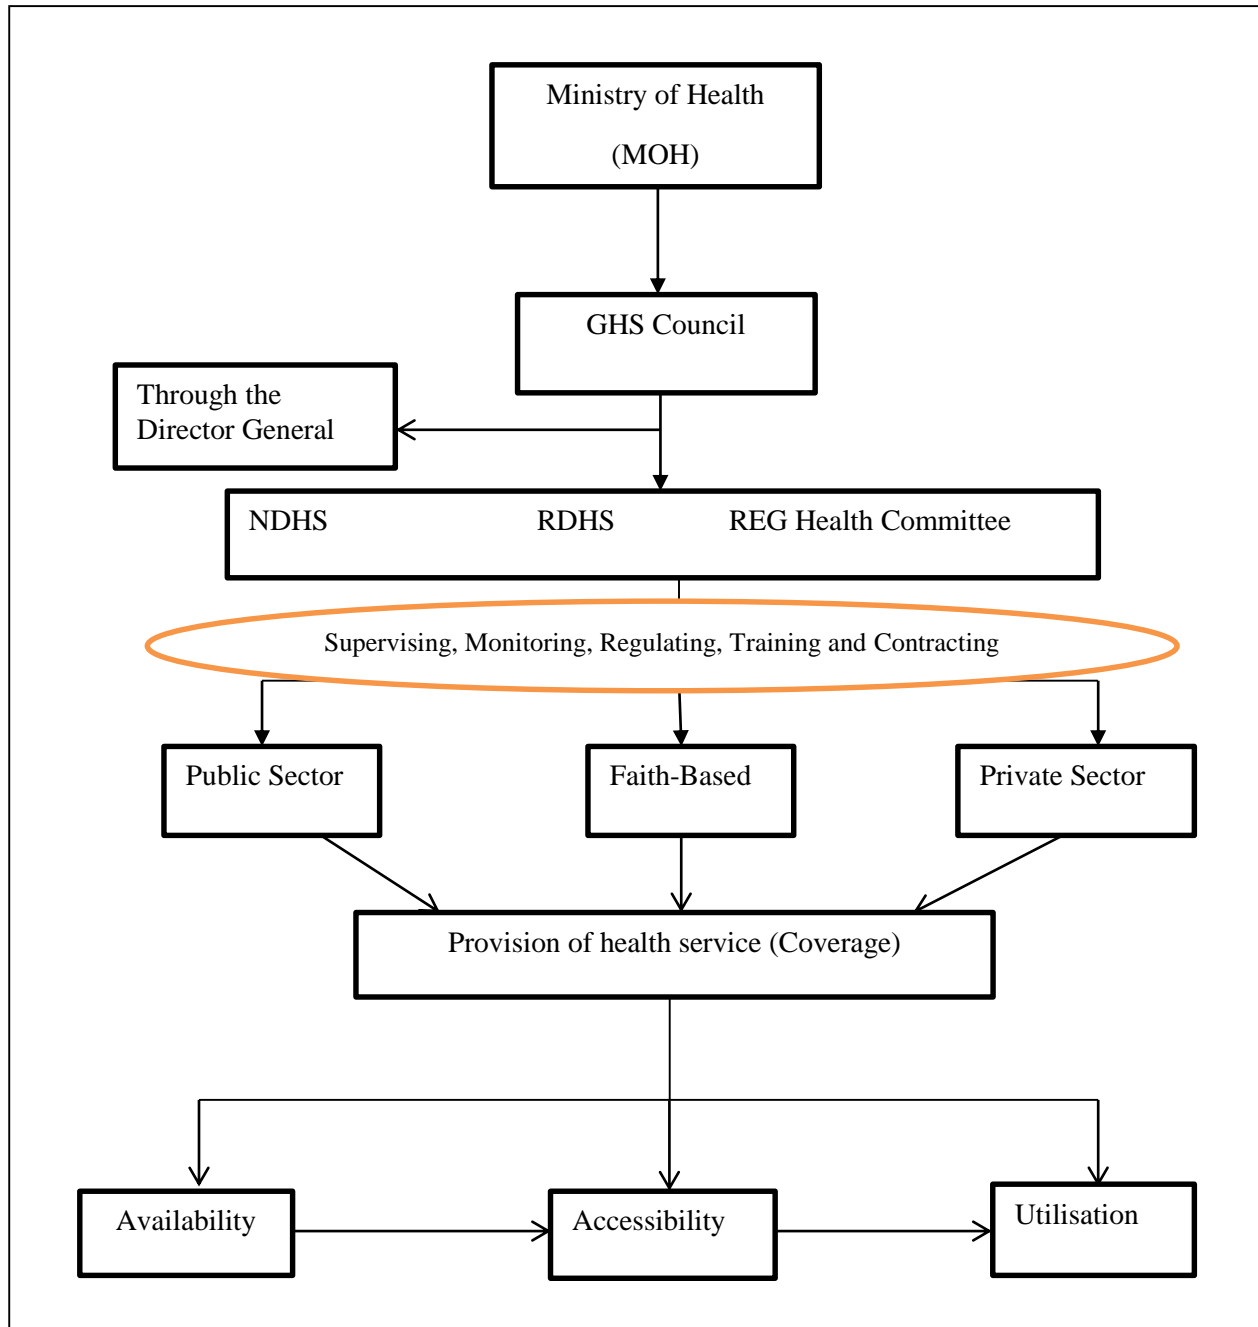 Ministry of Health
(MOH)
GHS Council
Through the
Director General
NDHS RDHS REG Health Committee
Supervising, Monitoring, Regulating, Training and Contracting
Public Sector
Faith-Based
Private Sector
Provision of health service (Coverage)
Availability
Accessibility
Utilisation